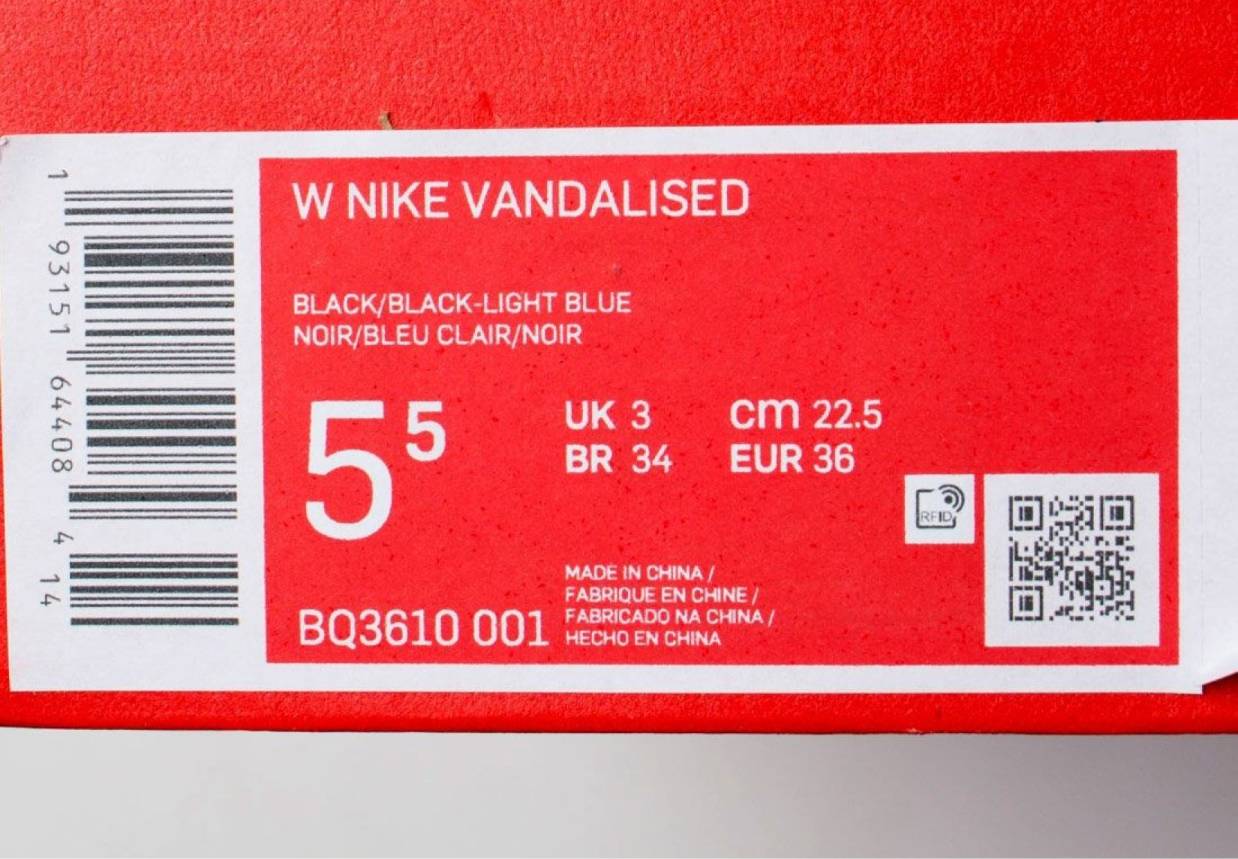 W NIKE VANDALISED
BLACK/BLACK-LIGHT BLUE
NOIR/BLEU CLAIR/NOIR
5 5
UK 3 cm 22.5
BR 34 EUR 36
RFID
BQ3610 001
MADE IN CHINA /
FABRIQUE EN CHINE /
FABRICADO NA CHINA /
HECHO EN CHINA
1 93151 64408 4 14